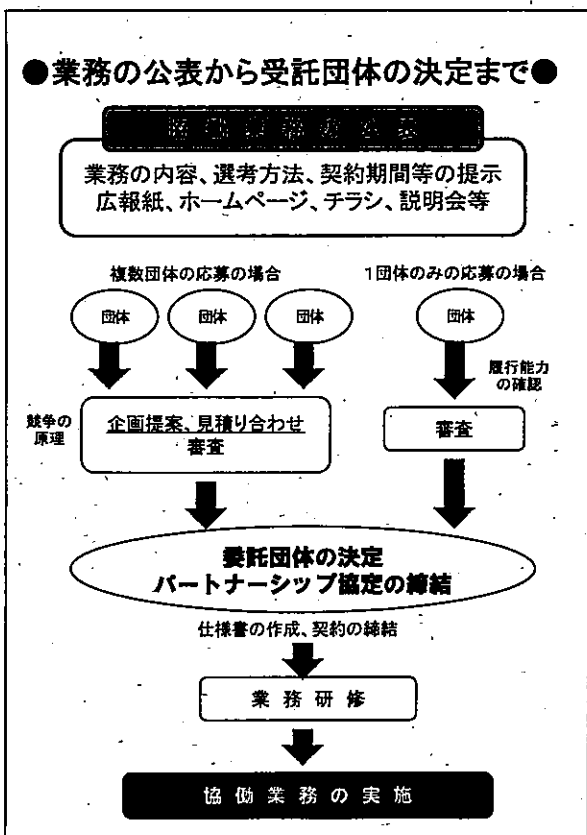 ●業務の公表から受託団体の決定まで●
協働業務の公表
業務の内容、選考方法、契約期間等の提示
広報紙、ホームページ、チラシ、説明会等
複数団体の応募の場合
1団体のみの応募の場合
団体
団体
団体
団体
履行能力
の確認
競争の
原理
企画提案、見積り合わせ
審査
審査
委託団体の決定
パートナーシップ協定の締結
仕様書の作成、契約の締結
業務研修
協働業務の実施